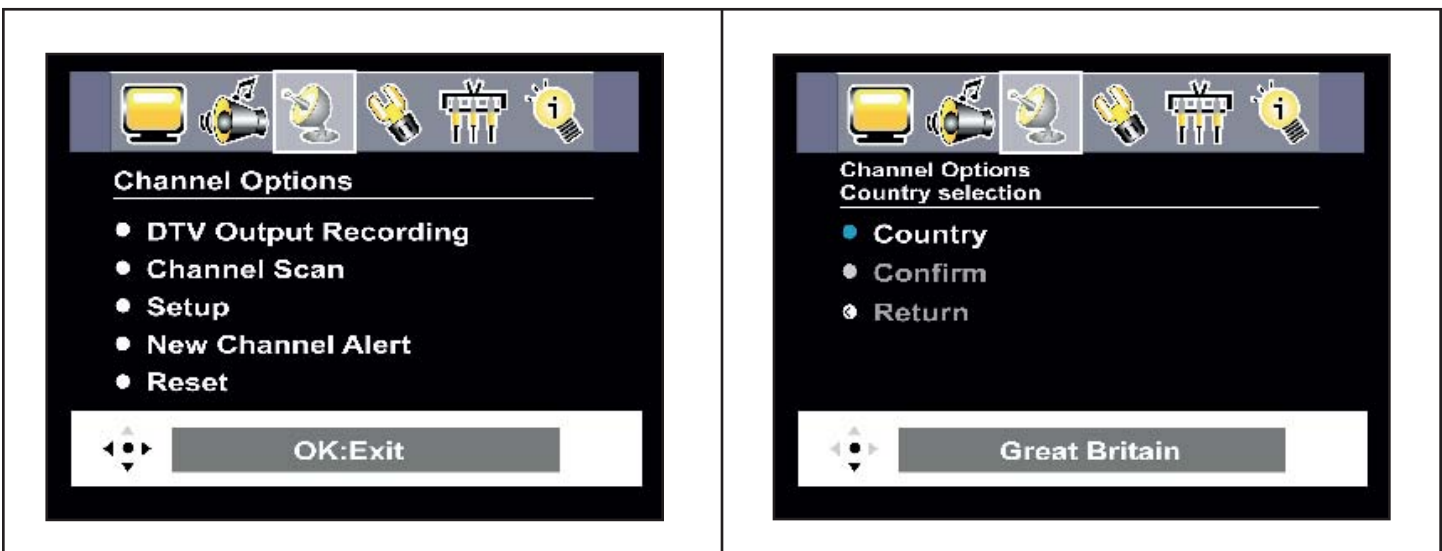 Channel Options
DTV Output Recording
Channel Scan
Setup
New Channel Alert
Reset
OK:Exit
Channel Options
Country selection
Country
Confirm
Return
Great Britain